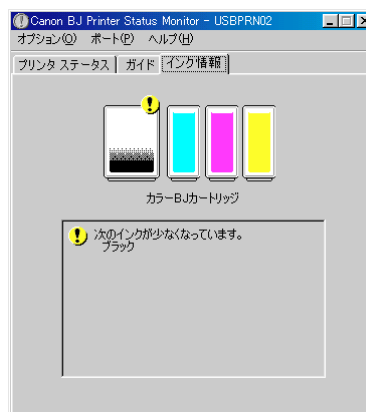 Canon BJ Printer Status Monitor - USBPRN02
オプション(O) ポート(P) ヘルプ(H)
プリンタ ステータス ガイド インク情報
カラーBJカートリッジ
次のインクが少なくなっています。
ブラック